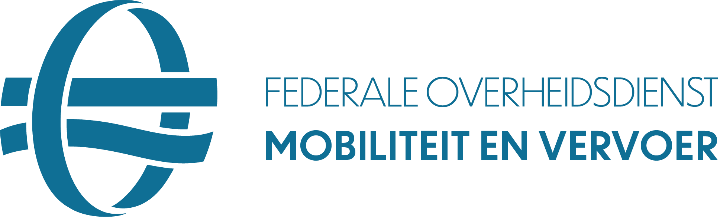 FEDERALE OVERHEIDSDIENST
MOBILITEIT EN VERVOER